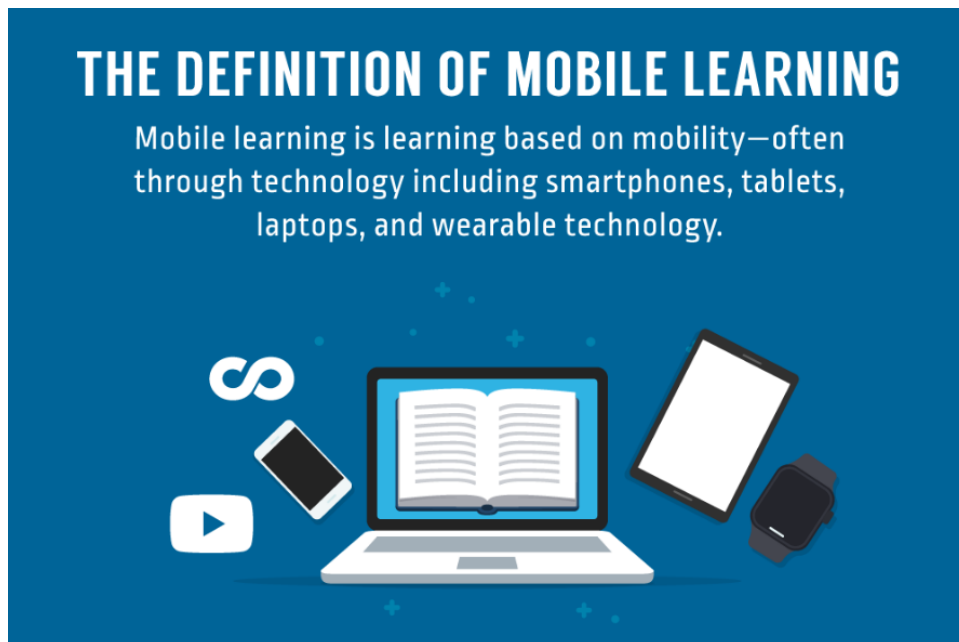 THE DEFINITION OF MOBILE LEARNING
Mobile learning is learning based on mobility—often
through technology including smartphones, tablets,
laptops, and wearable technology.